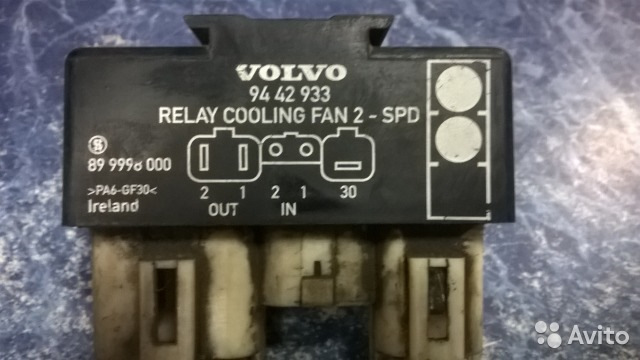 VOLVO
94 42 933
RELAY COOLING FAN 2 - SPD
89 9998 000
>PA6-GF30<
Ireland
2 1 2 1 30
OUT IN
Avito